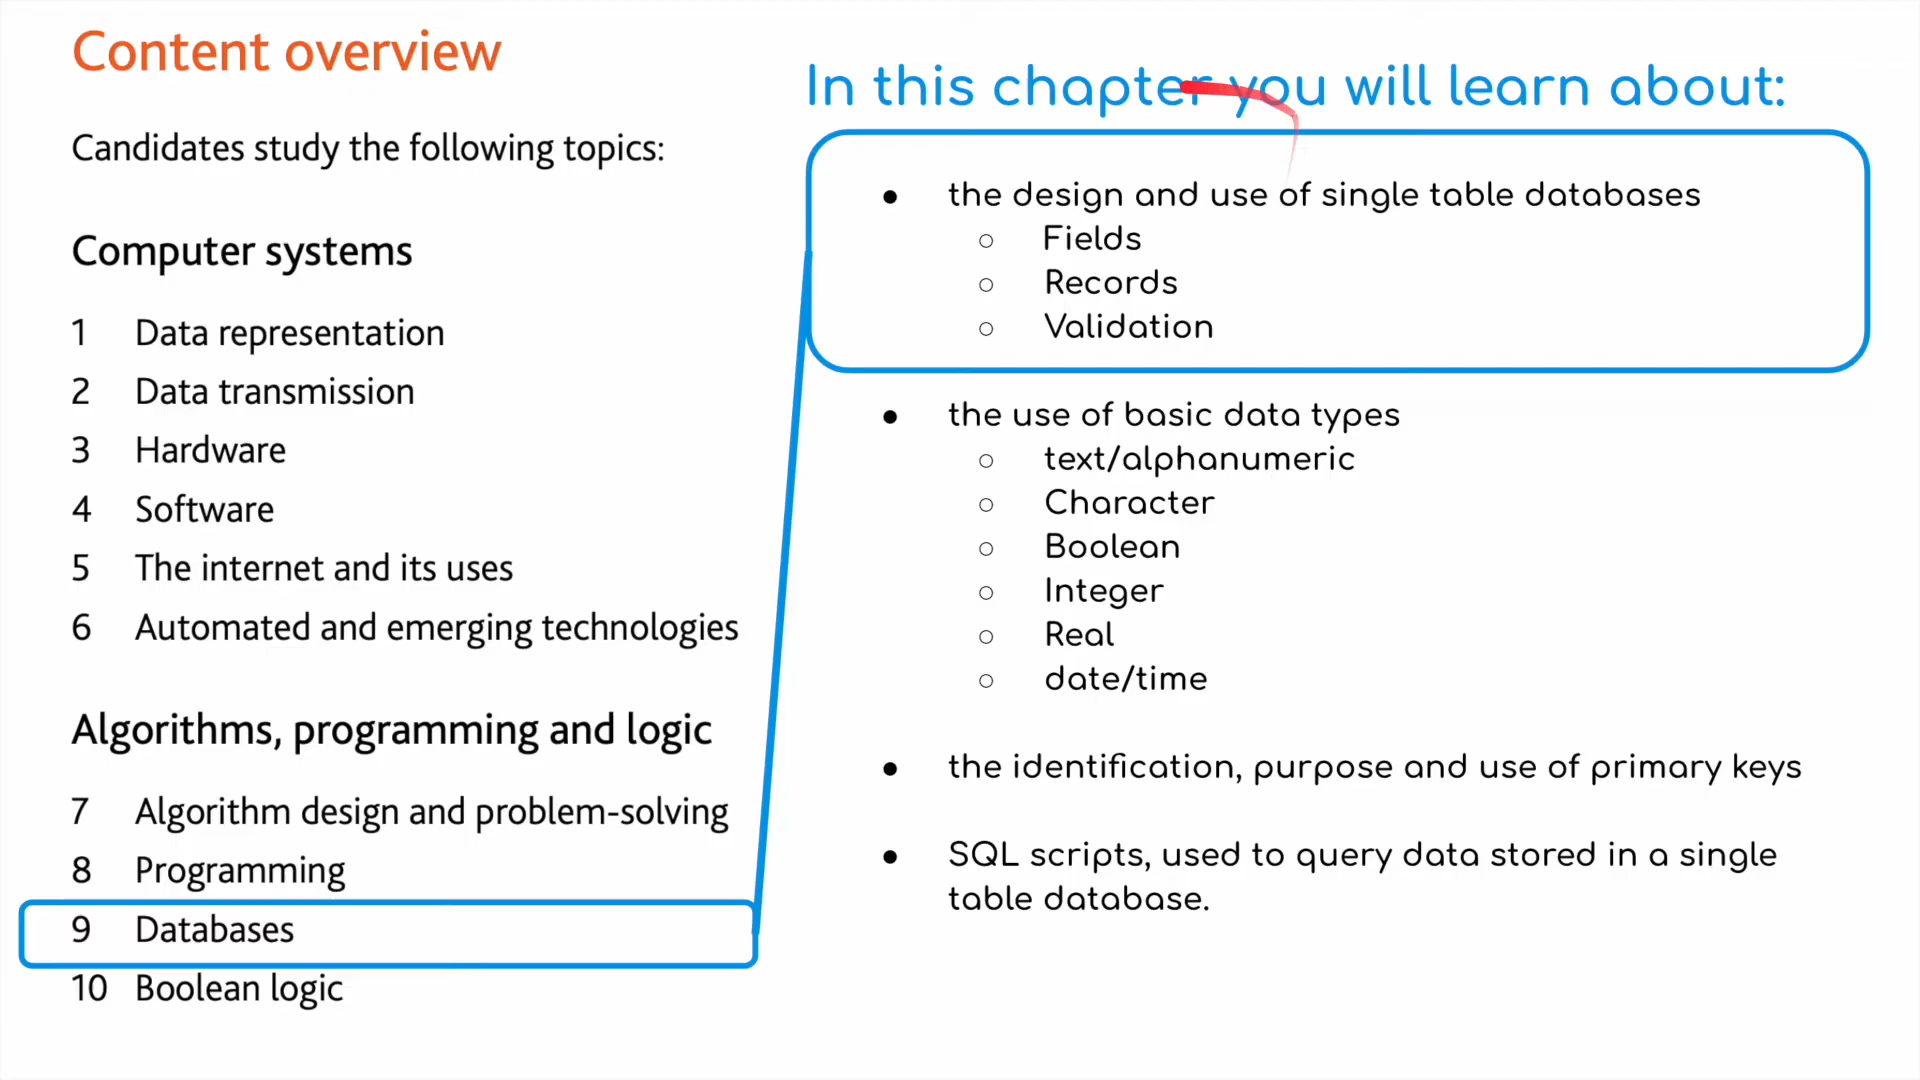 Content overview
Candidates study the following topics:
Computer systems
1 Data representation
2 Data transmission
3 Hardware
4 Software
5 The internet and its uses
6 Automated and emerging technologies
Algorithms, programming and logic
7 Algorithm design and problem-solving
8 Programming
9 Databases
10 Boolean logic
In this chapter you will learn about:
● the design and use of single table databases
○ Fields
○ Records
○ Validation
● the use of basic data types
○ text/alphanumeric
○ Character
○ Boolean
○ Integer
○ Real
○ date/time
● the identification, purpose and use of primary keys
● SQL scripts, used to query data stored in a single
table database.